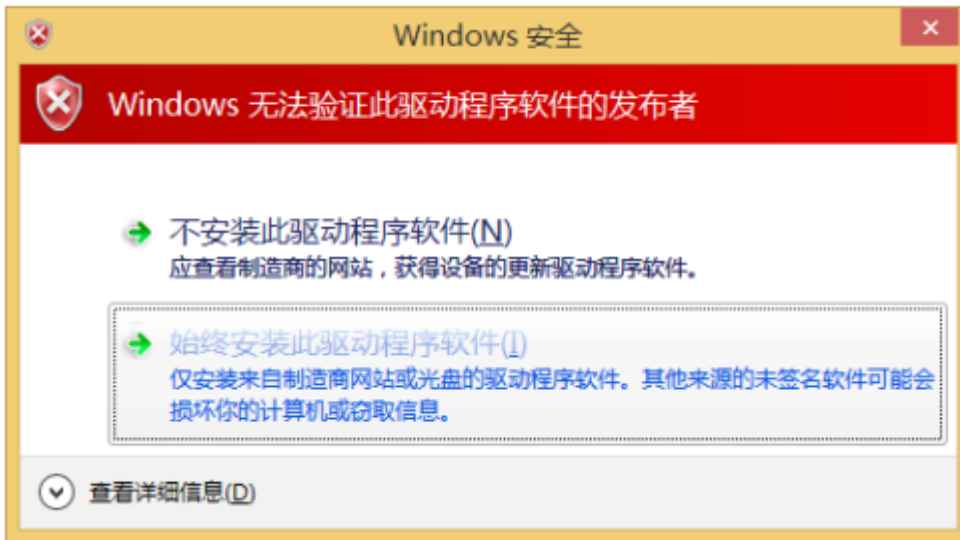 Windows 安全
Windows 无法验证此驱动程序软件的发布者
不安装此驱动程序软件(N)
应查看制造商的网站，获得设备的更新驱动程序软件。
始终安装此驱动程序软件(I)
仅安装来自制造商网站或光盘的驱动程序软件。其他来源的未签名软件可能会
损坏你的计算机或窃取信息。
查看详细信息(D)